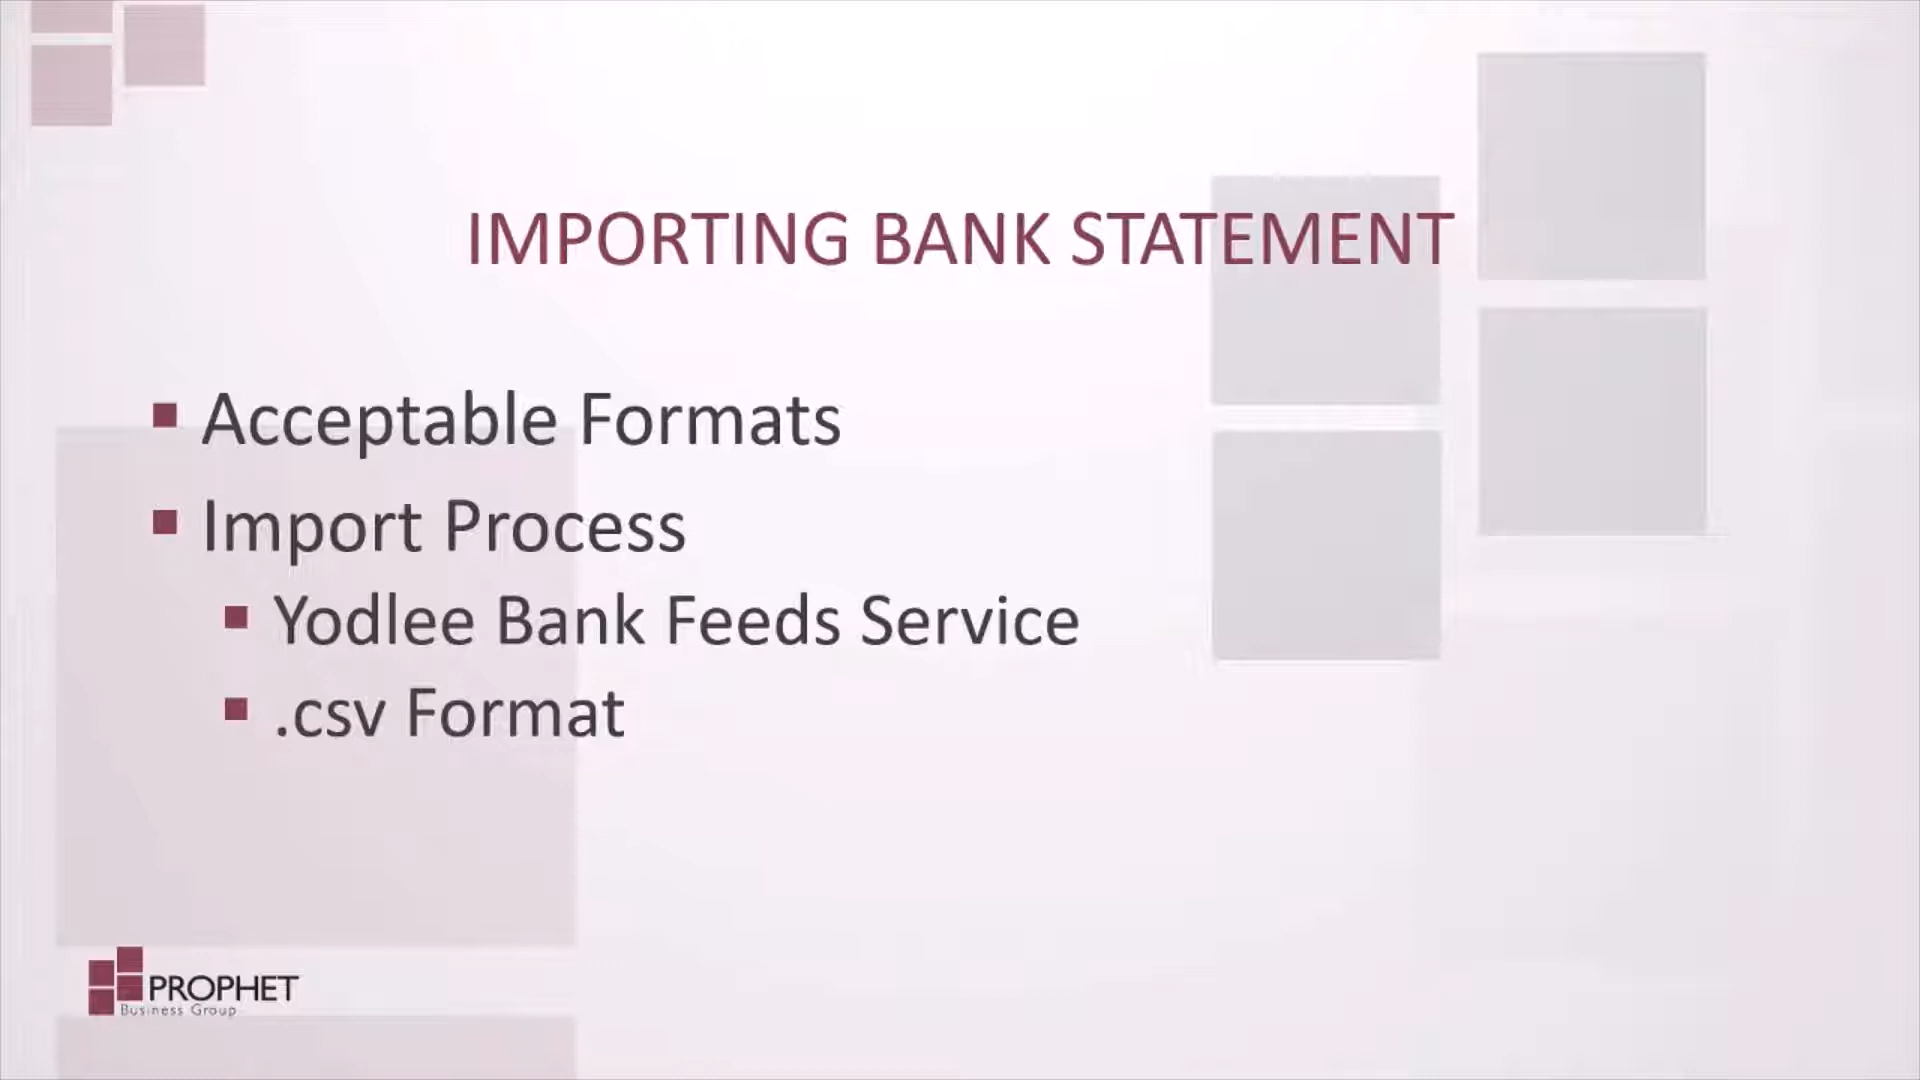 IMPORTING BANK STATEMENT
Acceptable Formats
Import Process
Yodlee Bank Feeds Service
.csv Format
PROPHET
Business Group